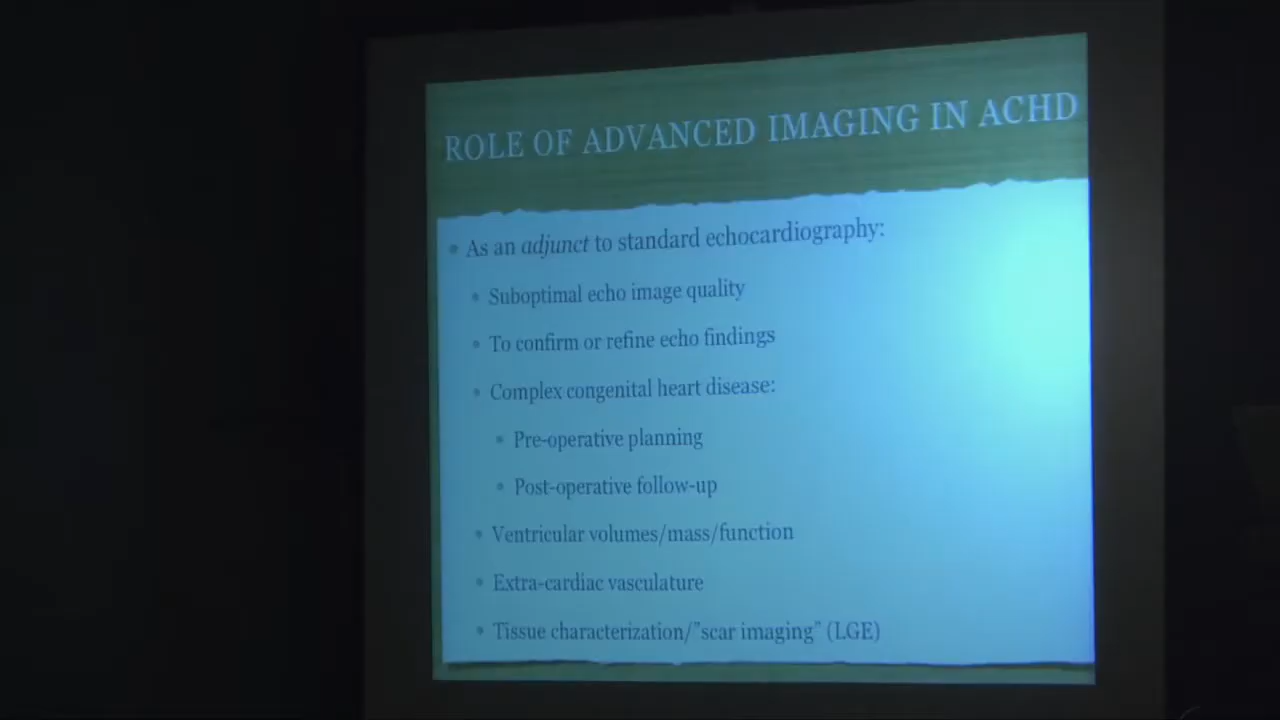 ROLE OF ADVANCED IMAGING IN ACHD
• As an adjunct to standard echocardiography:
• Suboptimal echo image quality
• To confirm or refine echo findings
• Complex congenital heart disease:
• Pre-operative planning
• Post-operative follow-up
• Ventricular volumes/mass/function
• Extra-cardiac vasculature
• Tissue characterization/"scar imaging" (LGE)